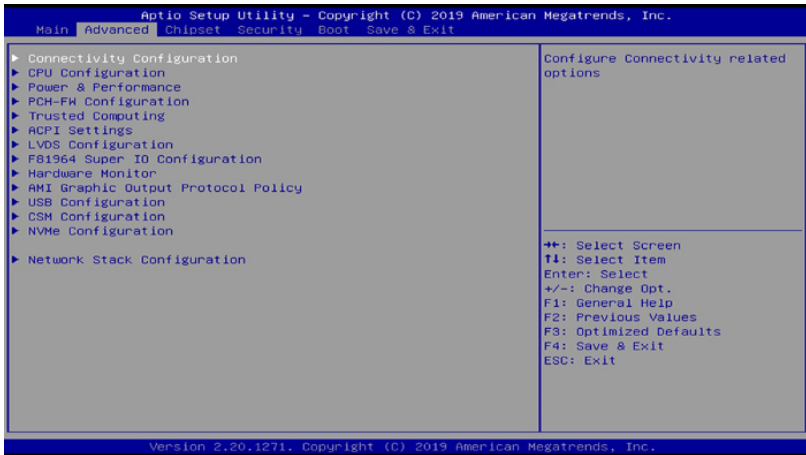 Aptio Setup Utility – Copyright (C) 2019 American Megatrends, Inc.
Main Advanced Chipset Security Boot Save & Exit
▶ Connectivity Configuration
▶ CPU Configuration
▶ Power & Performance
▶ PCH-FW Configuration
▶ Trusted Computing
▶ ACPI Settings
▶ LVDS Configuration
▶ F81964 Super IO Configuration
▶ Hardware Monitor
▶ AMI Graphic Output Protocol Policy
▶ USB Configuration
▶ CSM Configuration
▶ NVMe Configuration
▶ Network Stack Configuration
Configure Connectivity related
options
→←: Select Screen
↑↓: Select Item
Enter: Select
+/-: Change Opt.
F1: General Help
F2: Previous Values
F3: Optimized Defaults
F4: Save & Exit
ESC: Exit
Version 2.20.1271. Copyright (C) 2019 American Megatrends, Inc.